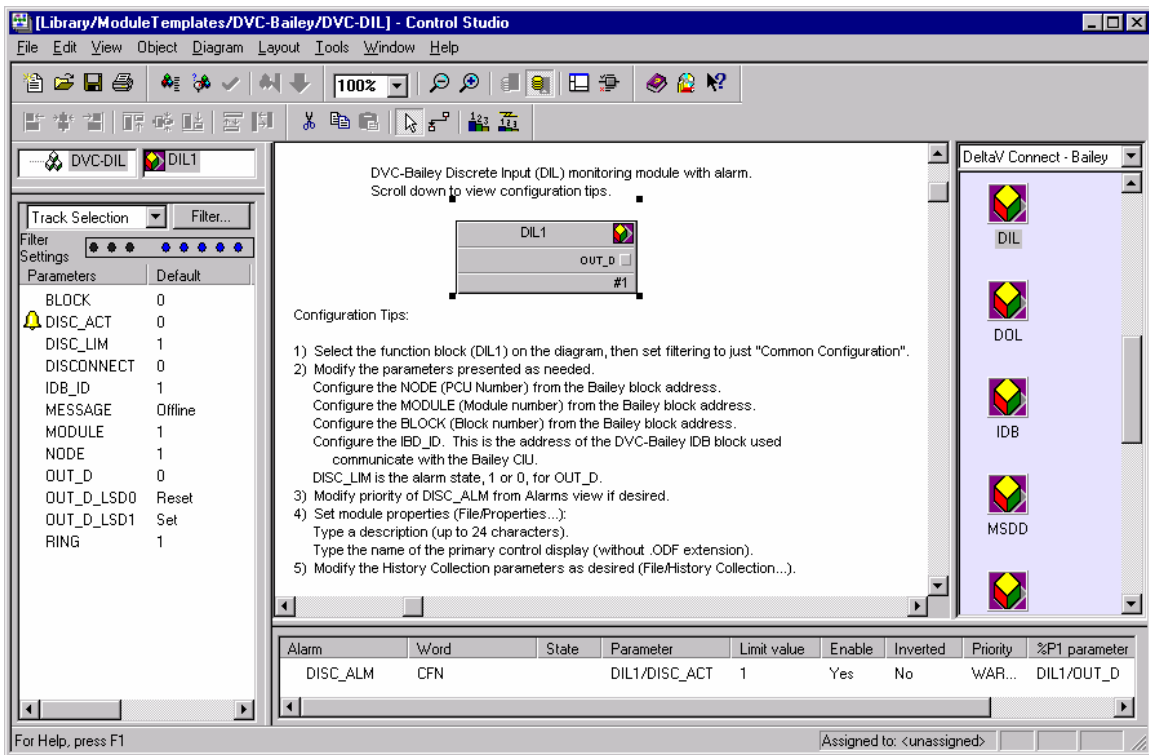 [Library/ModuleTemplates/DVC-Bailey/DVC-DIL] - Control Studio
File Edit View Object Diagram Layout Tools Window Help
100%
DVC-DIL
DIL1
Track Selection
Filter...
Filter
Settings
Parameters Default
BLOCK 0
DISC_ACT 0
DISC_LIM 1
DISCONNECT 0
IDB_ID 1
MESSAGE Offline
MODULE 1
NODE 1
OUT_D 0
OUT_D_LSD0 Reset
OUT_D_LSD1 Set
RING 1
DVC-Bailey Discrete Input (DIL) monitoring module with alarm.
Scroll down to view configuration tips.
DIL1
OUT_D
#1
Configuration Tips:
1) Select the function block (DIL1) on the diagram, then set filtering to just "Common Configuration".
2) Modify the parameters presented as needed.
Configure the NODE (PCU Number) from the Bailey block address.
Configure the MODULE (Module number) from the Bailey block address.
Configure the BLOCK (Block number) from the Bailey block address.
Configure the IBD_ID. This is the address of the DVC-Bailey IDB block used
communicate with the Bailey CIU.
DISC_LIM is the alarm state, 1 or 0, for OUT_D.
3) Modify priority of DISC_ALM from Alarms view if desired.
4) Set module properties (File/Properties...):
Type a description (up to 24 characters).
Type the name of the primary control display (without .ODF extension).
5) Modify the History Collection parameters as desired (File/History Collection...).
DeltaV Connect - Bailey
DIL
DOL
IDB
MSDD
Alarm Word State Parameter Limit value Enable Inverted Priority %P1 parameter
DISC_ALM CFN DIL1/DISC_ACT 1 Yes No WAR... DIL1/OUT_D
For Help, press F1
Assigned to: <unassigned>